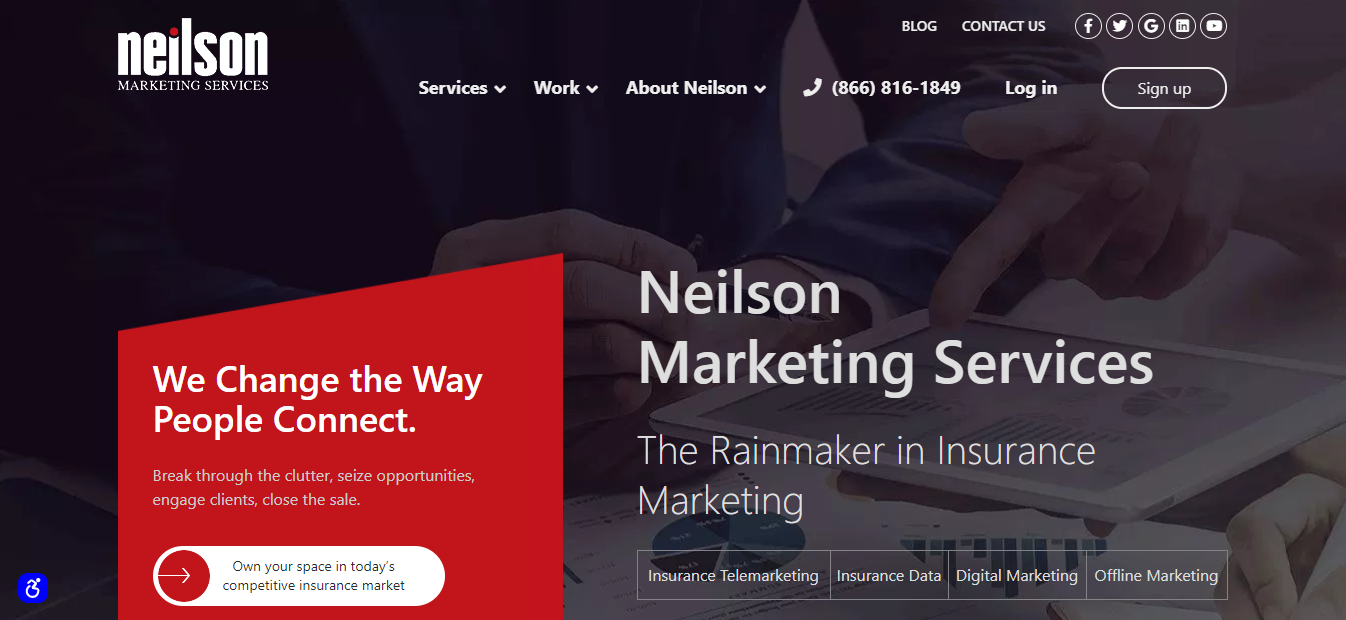 neilson
MARKETING SERVICES
BLOG CONTACT US
Services Work About Neilson (866) 816-1849 Log in Sign up
We Change the Way
People Connect.
Break through the clutter, seize opportunities,
engage clients, close the sale.
Own your space in today's
competitive insurance market
Neilson
Marketing Services
The Rainmaker in Insurance
Marketing
Insurance Telemarketing Insurance Data Digital Marketing Offline Marketing